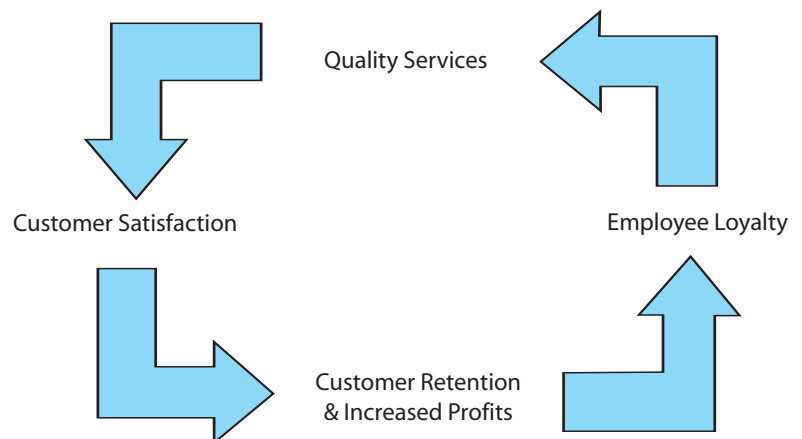 Quality Services
Customer Satisfaction
Employee Loyalty
Customer Retention
& Increased Profits